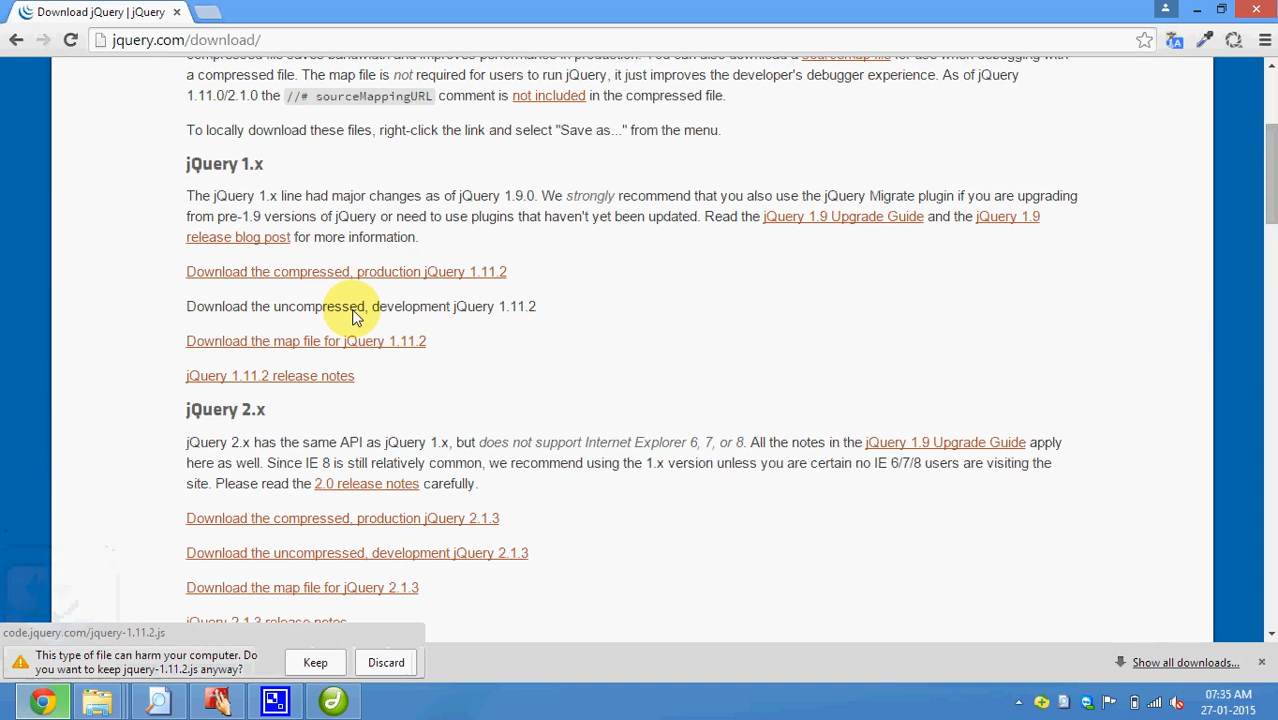 Download jQuery | jQuery
jquery.com/download/
a compressed file. The map file is not required for users to run jQuery, it just improves the developer's debugger experience. As of jQuery
1.11.0/2.1.0 the //# sourceMappingURL comment is not included in the compressed file.
To locally download these files, right-click the link and select "Save as..." from the menu.
jQuery 1.x
The jQuery 1.x line had major changes as of jQuery 1.9.0. We strongly recommend that you also use the jQuery Migrate plugin if you are upgrading
from pre-1.9 versions of jQuery or need to use plugins that haven't yet been updated. Read the jQuery 1.9 Upgrade Guide and the jQuery 1.9
release blog post for more information.
Download the compressed, production jQuery 1.11.2
Download the uncompressed, development jQuery 1.11.2
Download the map file for jQuery 1.11.2
jQuery 1.11.2 release notes
jQuery 2.x
jQuery 2.x has the same API as jQuery 1.x, but does not support Internet Explorer 6, 7, or 8. All the notes in the jQuery 1.9 Upgrade Guide apply
here as well. Since IE 8 is still relatively common, we recommend using the 1.x version unless you are certain no IE 6/7/8 users are visiting the
site. Please read the 2.0 release notes carefully.
Download the compressed, production jQuery 2.1.3
Download the uncompressed, development jQuery 2.1.3
Download the map file for jQuery 2.1.3
jQuery 2.1.3 release notes
code.jquery.com/jquery-1.11.2.js
This type of file can harm your computer. Do
you want to keep jquery-1.11.2.js anyway?
Keep
Discard
Show all downloads...
07:35 AM
27-01-2015